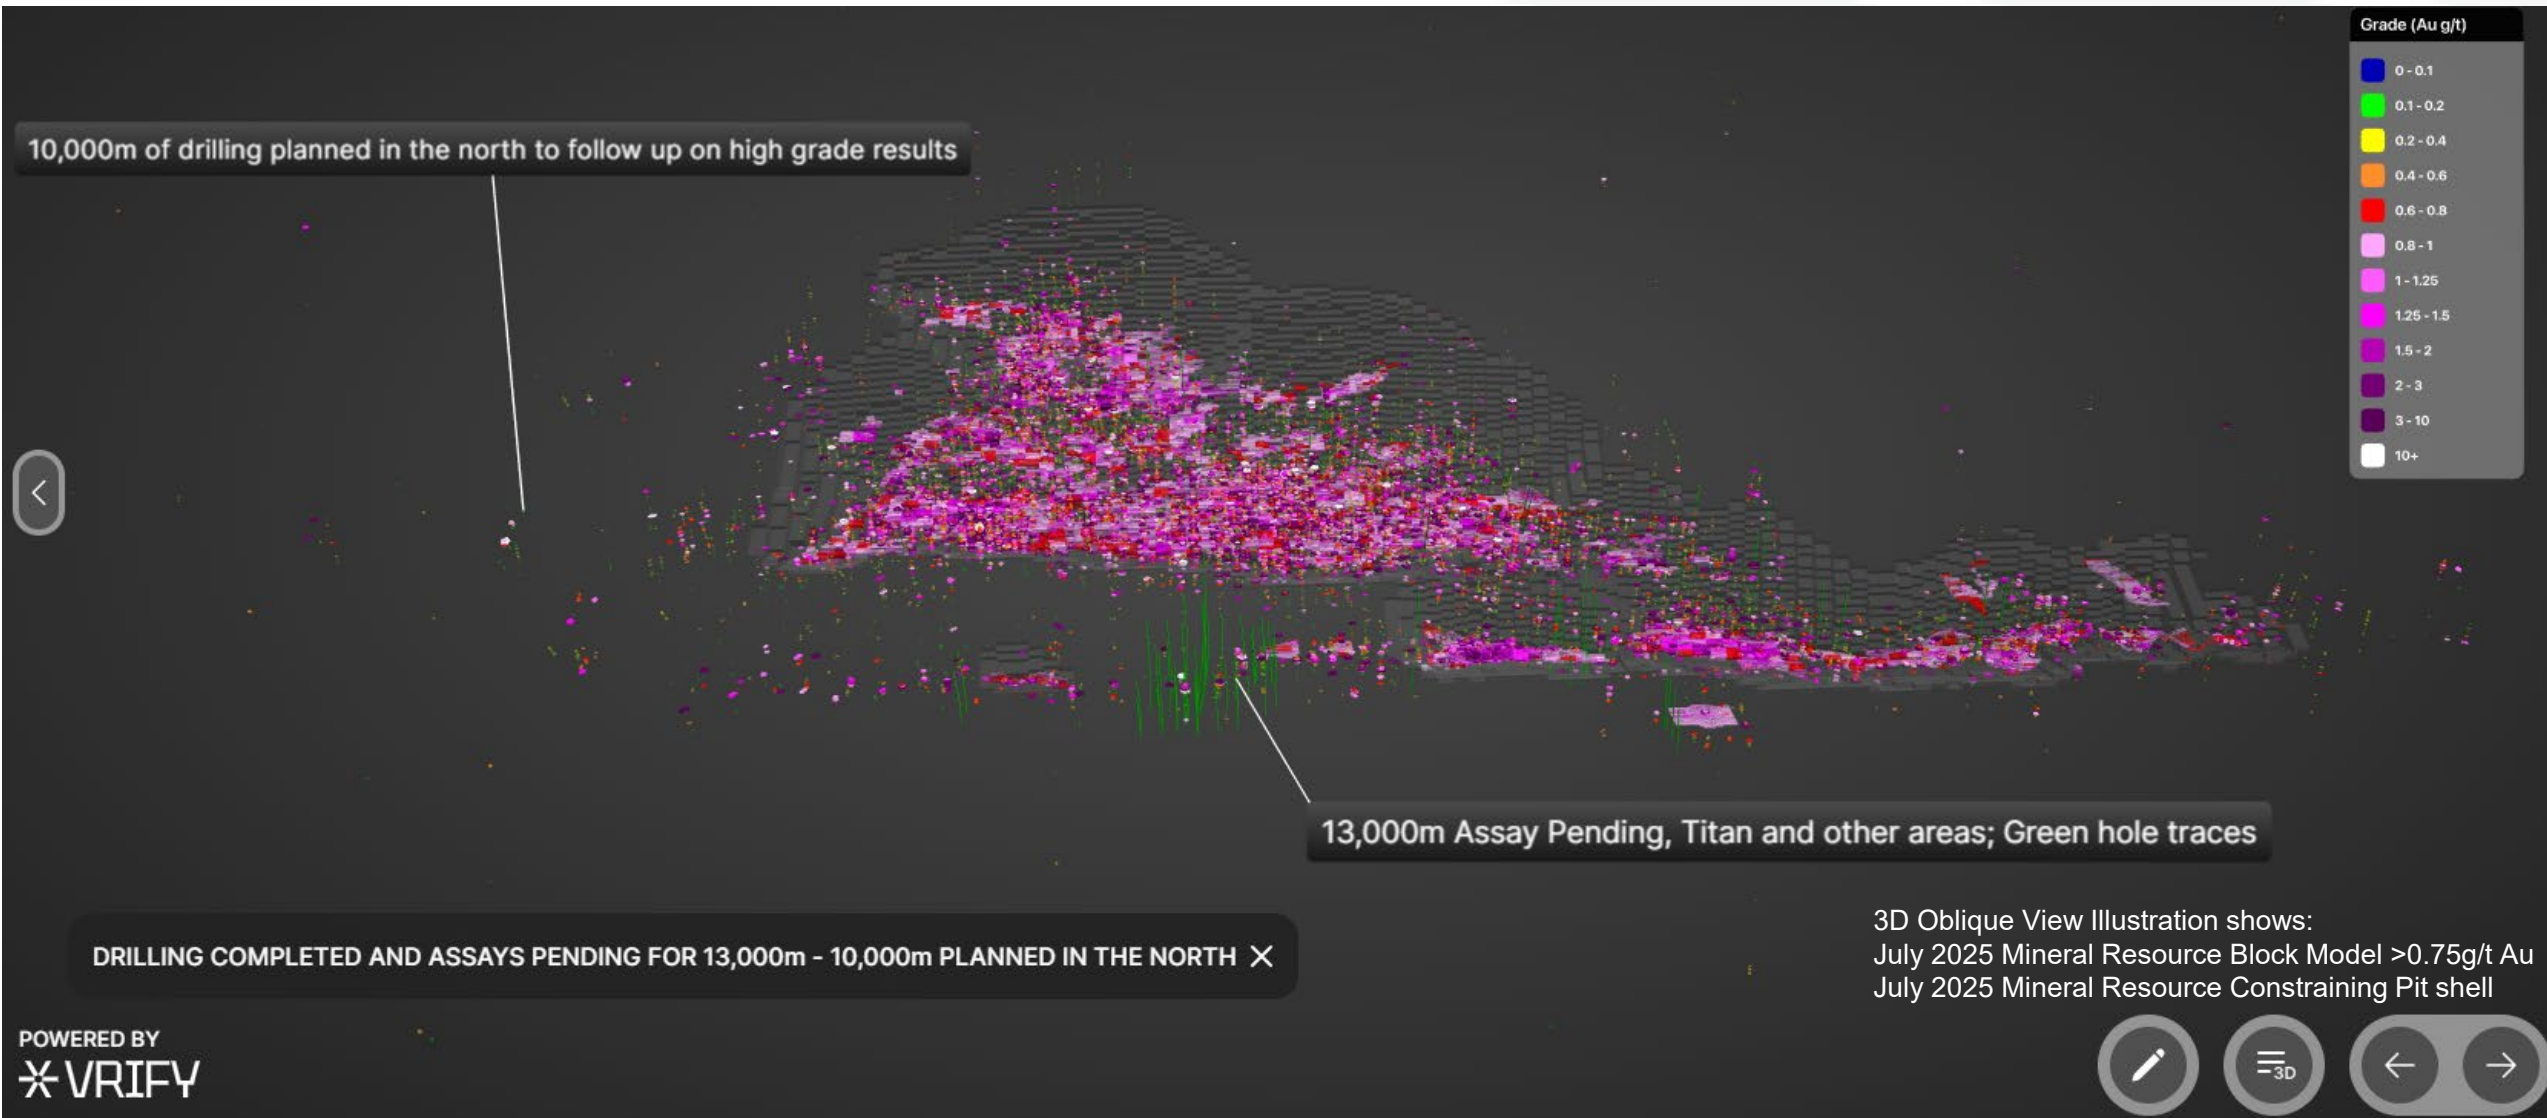 Grade (Au g/t)
0 - 0.1
0.1 - 0.2
0.2 - 0.4
0.4 - 0.6
0.6 - 0.8
0.8 - 1
1 - 1.25
1.25 - 1.5
1.5 - 2
2 - 3
3 - 10
10+
10,000m of drilling planned in the north to follow up on high grade results
13,000m Assay Pending, Titan and other areas; Green hole traces
DRILLING COMPLETED AND ASSAYS PENDING FOR 13,000m - 10,000m PLANNED IN THE NORTH
3D Oblique View Illustration shows:
July 2025 Mineral Resource Block Model >0.75g/t Au
July 2025 Mineral Resource Constraining Pit shell
POWERED BY
VRIFY
3D